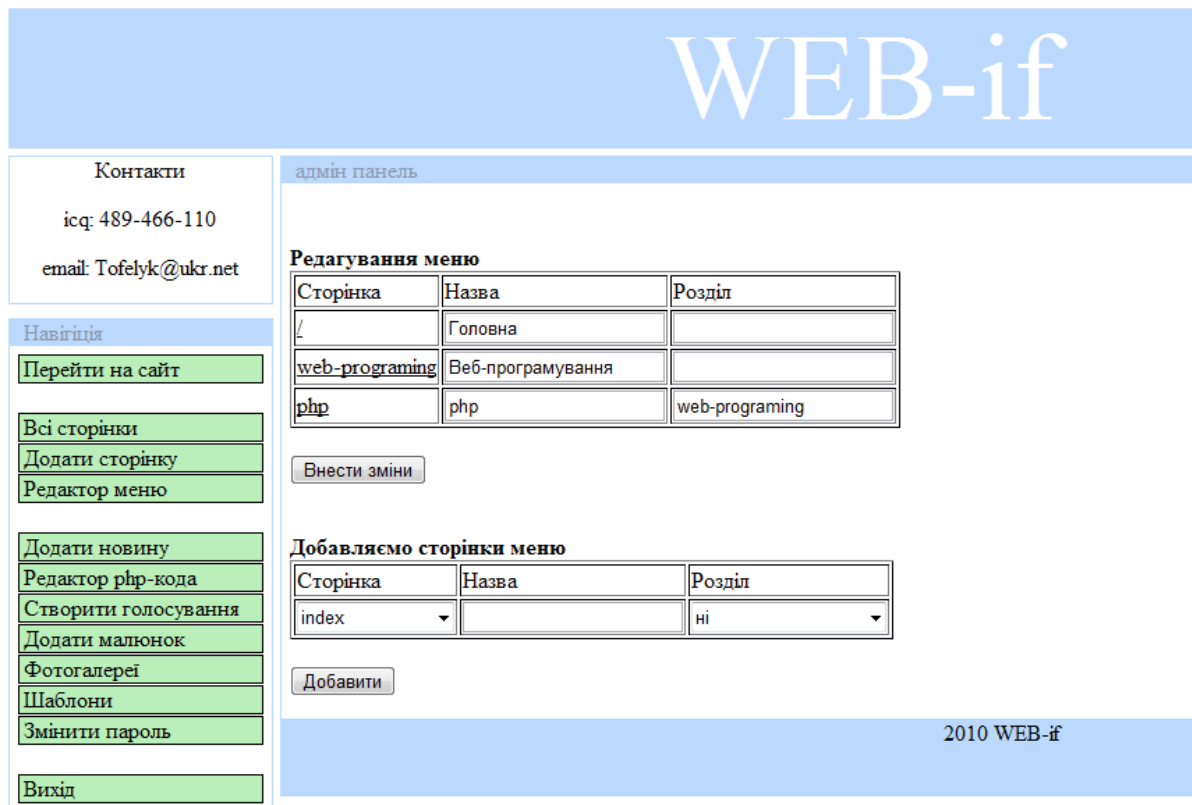 WEB-if
Контакти
icq: 489-466-110
email: Tofelyk@ukr.net
Навігіція
Перейти на сайт
Всі сторінки
Додати сторінку
Редактор меню
Додати новину
Редактор php-кода
Створити голосування
Додати малюнок
Фотогалереї
Шаблони
Змінити пароль
Вихід
адмін панель
Редагування меню
Сторінка Назва Розділ
/ Головна
web-programing Веб-програмування
php php web-programing
Внести зміни
Добавляємо сторінки меню
Сторінка Назва Розділ
index ні
Добавити
2010 WEB-if